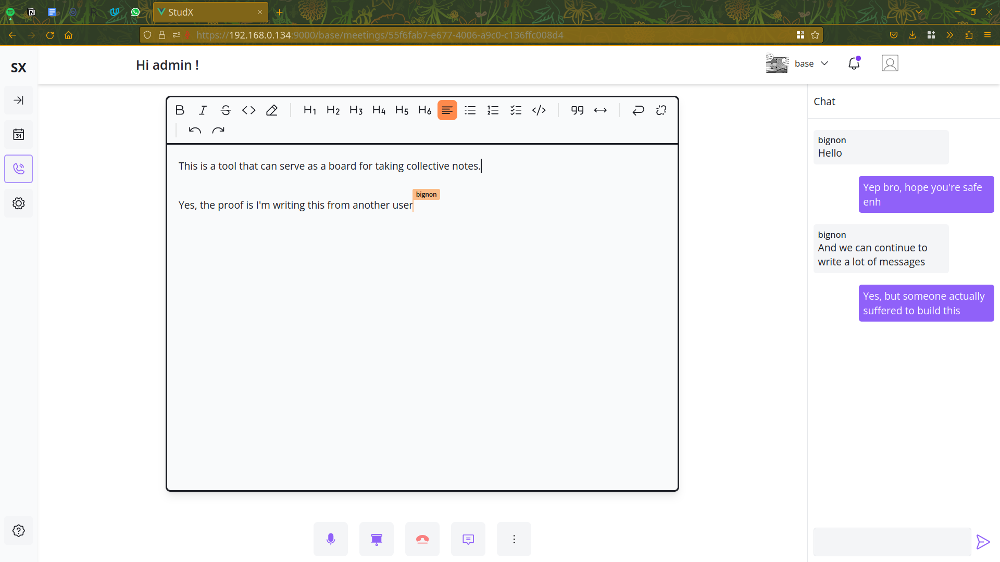 StudX
https://192.168.0.134:9000/base/meetings/55f6fab7-e677-4006-a9c0-c136ffc008d4
SX
Hi admin !
base
31
H1 H2 H3 H4 H5 H6
This is a tool that can serve as a board for taking collective notes.
bignon
Yes, the proof is I'm writing this from another user
Chat
bignon
Hello
Yep bro, hope you're safe
enh
bignon
And we can continue to
write a lot of messages
Yes, but someone actually
suffered to build this